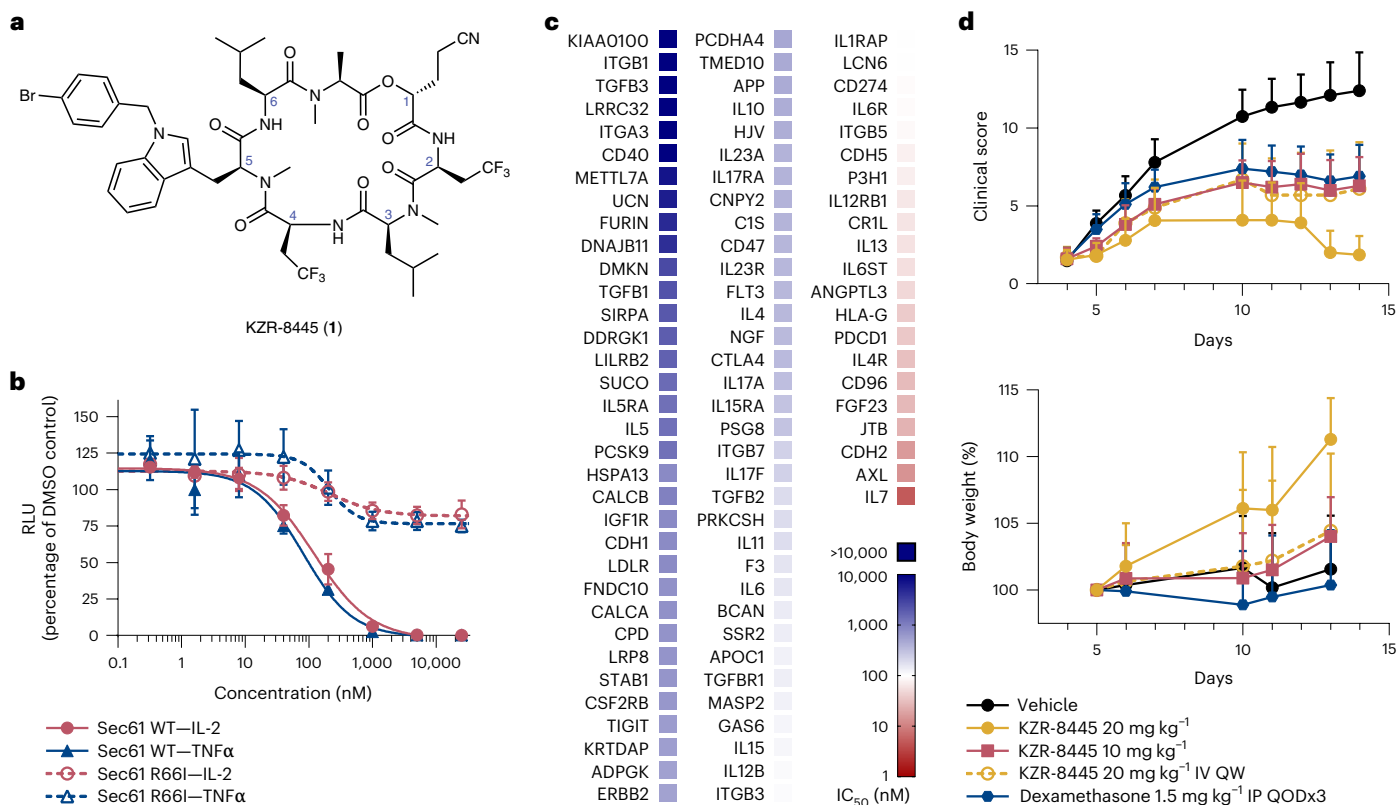 a
CN
O
O
O
N
O
O
1
6
Br
NH
O
NH
O
N
5
O
2
CF3
N
O
N
O
4
N
H
O
3
CF3
KZR-8445 (1)
b
RLU
(percentage of DMSO control)
150
125
100
75
50
25
0
0.1
1
10
100
1,000
10,000
Concentration (nM)
Sec61 WT—IL-2
Sec61 WT—TNFα
Sec61 R66I—IL-2
Sec61 R66I—TNFα
c
KIAA0100
ITGB1
TGFB3
LRRC32
ITGA3
CD40
METTL7A
UCN
FURIN
DNAJB11
DMKN
TGFB1
SIRPA
DDRGK1
LILRB2
SUCO
IL5RA
IL5
PCSK9
HSPA13
CALCB
IGF1R
CDH1
LDLR
FNDC10
CALCA
CPD
LRP8
STAB1
CSF2RB
TIGIT
KRTDAP
ADPGK
ERBB2
PCDHA4
TMED10
APP
IL10
HJV
IL23A
IL17RA
CNPY2
C1S
CD47
IL23R
FLT3
IL4
NGF
CTLA4
IL17A
IL15RA
PSG8
ITGB7
IL17F
TGFB2
PRKCSH
IL11
F3
IL6
BCAN
SSR2
APOC1
TGFBR1
MASP2
GAS6
IL15
IL12B
ITGB3
IL1RAP
LCN6
CD274
IL6R
ITGB5
CDH5
P3H1
IL12RB1
CR1L
IL13
IL6ST
ANGPTL3
HLA-G
PDCD1
IL4R
CD96
FGF23
JTB
CDH2
AXL
IL7
>10,000
10,000
1,000
100
10
1
IC50 (nM)
d
Clinical score
15
10
5
0
5
10
15
Days
Body weight (%)
115
110
105
100
5
10
15
Days
Vehicle
KZR-8445 20 mg kg−1
KZR-8445 10 mg kg−1
KZR-8445 20 mg kg−1 IV QW
Dexamethasone 1.5 mg kg−1 IP QODx3